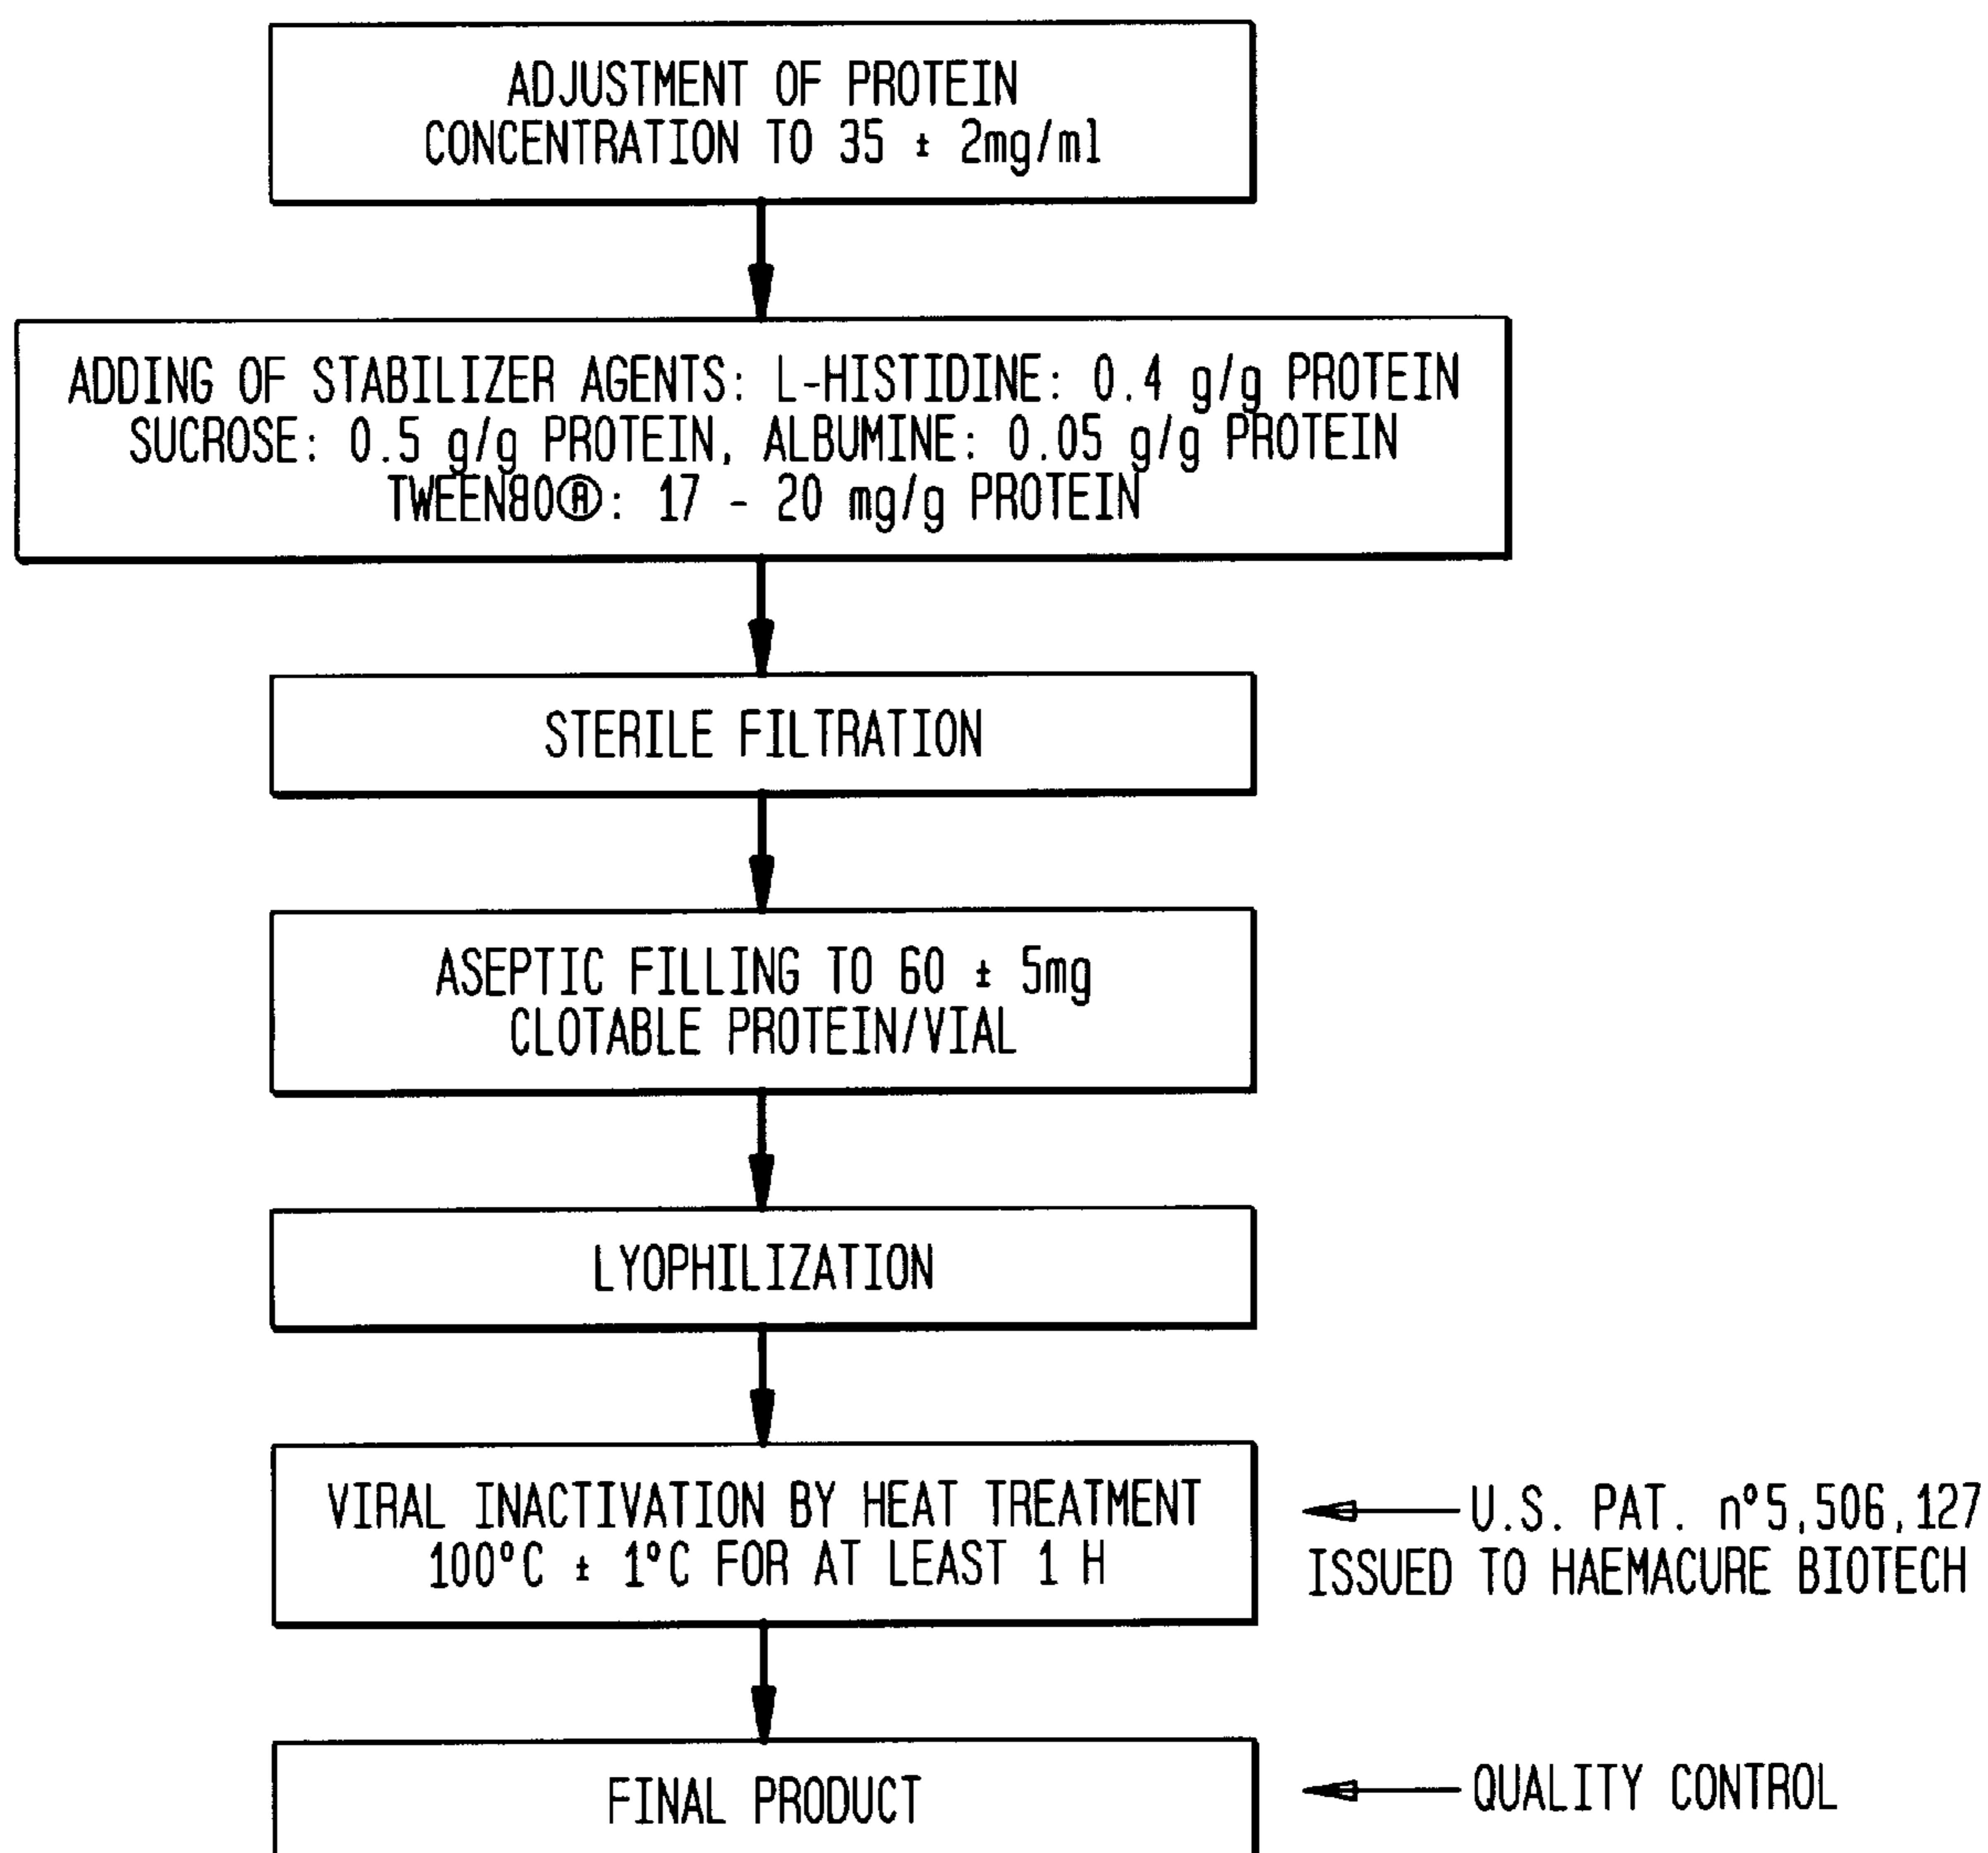 ADJUSTMENT OF PROTEIN
CONCENTRATION TO 35 ± 2mg/ml
ADDING OF STABILIZER AGENTS: L-HISTIDINE: 0.4 g/g PROTEIN
SUCROSE: 0.5 g/g PROTEIN, ALBUMINE: 0.05 g/g PROTEIN
TWEEN80®: 17 - 20 mg/g PROTEIN
STERILE FILTRATION
ASEPTIC FILLING TO 60 ± 5mg
CLOTABLE PROTEIN/VIAL
LYOPHILIZATION
VIRAL INACTIVATION BY HEAT TREATMENT
100°C ± 1°C FOR AT LEAST 1 H
U.S. PAT. n°5,506,127
ISSUED TO HAEMACURE BIOTECH
FINAL PRODUCT
QUALITY CONTROL